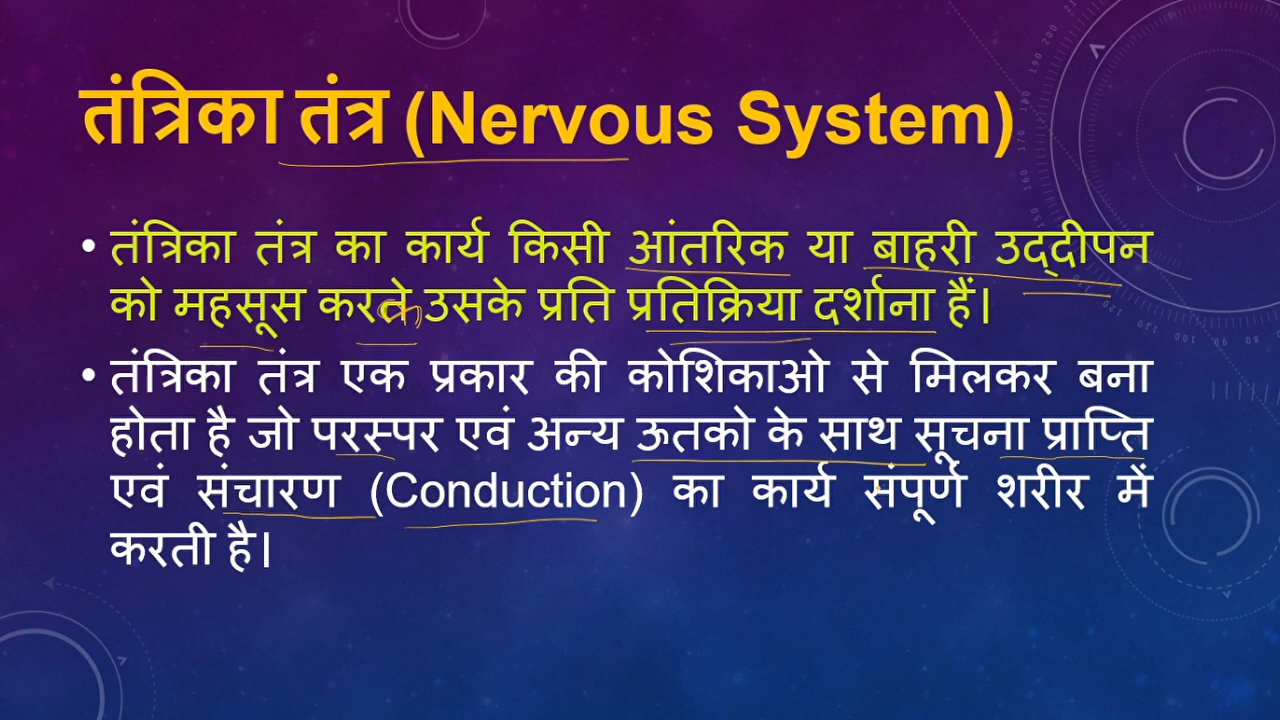 तंत्रिका तंत्र (Nervous System)
• तंत्रिका तंत्र का कार्य किसी आंतरिक या बाहरी उद्दीपन
को महसूस करते उसके प्रति प्रतिक्रिया दर्शाना हैं।
• तंत्रिका तंत्र एक प्रकार की कोशिकाओ से मिलकर बना
होता है जो परस्पर एवं अन्य ऊतको के साथ सूचना प्राप्ति
एवं संचारण (Conduction) का कार्य संपूर्ण शरीर में
करती है।